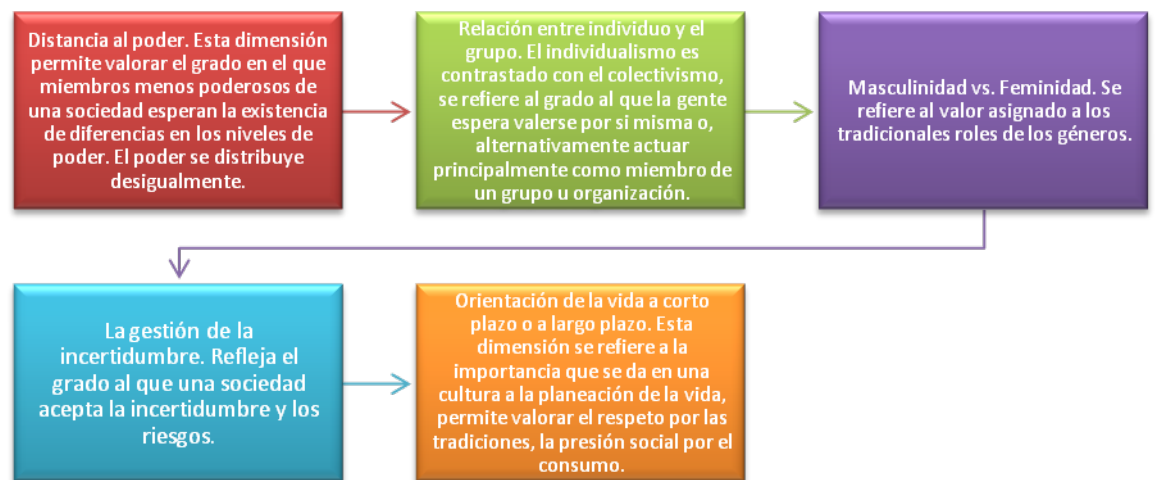 Distancia al poder. Esta dimensión
permite valorar el grado en el que
miembros menos poderosos de
una sociedad esperan la existencia
de diferencias en los niveles de
poder. El poder se distribuye
desigualmente.
Relación entre individuo y el
grupo. El individualismo es
contrastado con el colectivismo,
se refiere al grado al que la gente
espera valerse por si misma o,
alternativamente actuar
principalmente como miembro de
un grupo u organización.
Masculinidad vs. Feminidad. Se
refiere al valor asignado a los
tradicionales roles de los géneros.
La gestión de la
incertidumbre. Refleja el
grado al que una sociedad
acepta la incertidumbre y los
riesgos.
Orientación de la vida a corto
plazo o a largo plazo. Esta
dimensión se refiere a la
importancia que se da en una
cultura a la planeación de la vida,
permite valorar el respeto por las
tradiciones, la presión social por el
consumo.